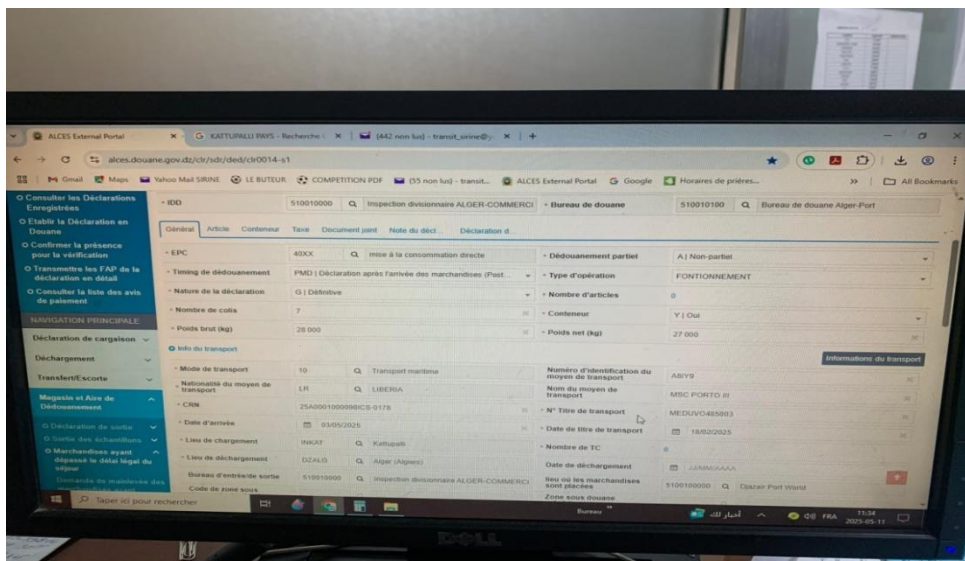 ALCES External Portal
KATTUPALLI PAYS - Recherche
(442 non lus) - transit_sirine@y
alces.douane.gov.dz/clr/sdr/ded/clr0014-s1
Gmail Maps Yahoo Mail SIRINE LE BUTEUR COMPETITION PDF (55 non lus) - transit... ALCES External Portal Google Horaires de prières... » All Bookmarks
Consulter les Déclarations Enregistrées
Etablir la Déclaration en Douane
Confirmer la présence pour la vérification
Transmettre les FAP de la déclaration en détail
Consulter la liste des avis de paiement
NAVIGATION PRINCIPALE
Déclaration de cargaison
Déchargement
Transfert/Escorte
Magasin et Aire de Dédouanement
Déclaration de sortie
Sortie des échantillons
Marchandises ayant dépassé le délai légal du séjour
Demande de mainlevée des
IDD 510010000 Inspection divisionnaire ALGER-COMMERCI Bureau de douane 510010100 Bureau de douane Alger-Port
Général Article Conteneur Taxe Document joint Note du décl... Déclaration d...
EPC 40XX mise à la consommation directe Dédouanement partiel A | Non-partiel
Timing de dédouanement PMD | Déclaration après l'arrivée des marchandises (Post... Type d'opération FONTIONNEMENT
Nature de la déclaration G | Définitive Nombre d'articles 0
Nombre de colis 7 Conteneur Y | Oui
Poids brut (kg) 28 000 Poids net (kg) 27 000
Info du transport Informations du transport
Mode de transport 10 Transport maritime Numéro d'identification du moyen de transport A8IY9
Nationalité du moyen de transport LR LIBERIA Nom du moyen de transport MSC PORTO III
CRN 25A0001000090ICS-0178 N° Titre de transport MEDUVO485003
Date d'arrivée 03/05/2025 Date de titre de transport 18/02/2025
Lieu de chargement INKAT Kattupalli Nombre de TC
Lieu de déchargement DZALG Alger (Algiers) Date de déchargement JJ/MM/AAAA
Bureau d'entrée/de sortie 510010000 Inspection divisionnaire ALGER-COMMERCI lieu où les marchandises sont placées 5100100000 Djazair Port World
Code de zone sous Zone sous douane
Taper ici pour rechercher
Bureau »
أخبار لك
FRA
11:34
2025-05-11
DELL